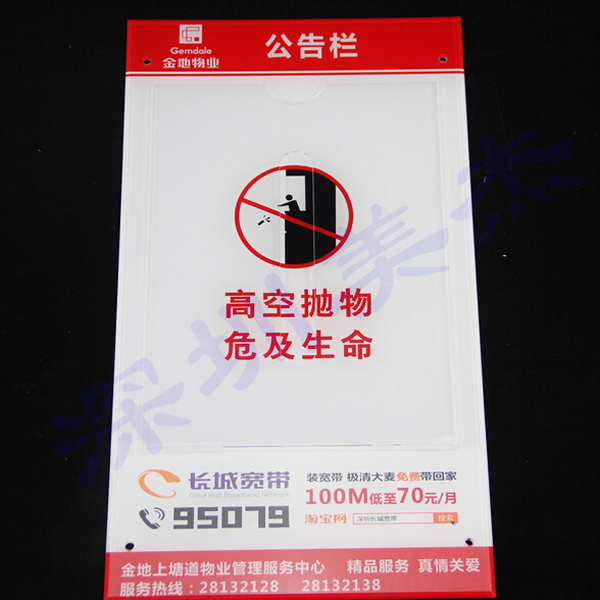 Gemdale
金地物业
公告栏
高空抛物
危及生命
长城宽带
Great Wall Broadband Network
95079
装宽带 极清大麦免费带回家
100M低至70元/月
淘宝网 深圳长城宽带 搜索
金地上塘道物业管理服务中心 精品服务 真情关爱
服务热线：28132128 28132138
深圳美杰